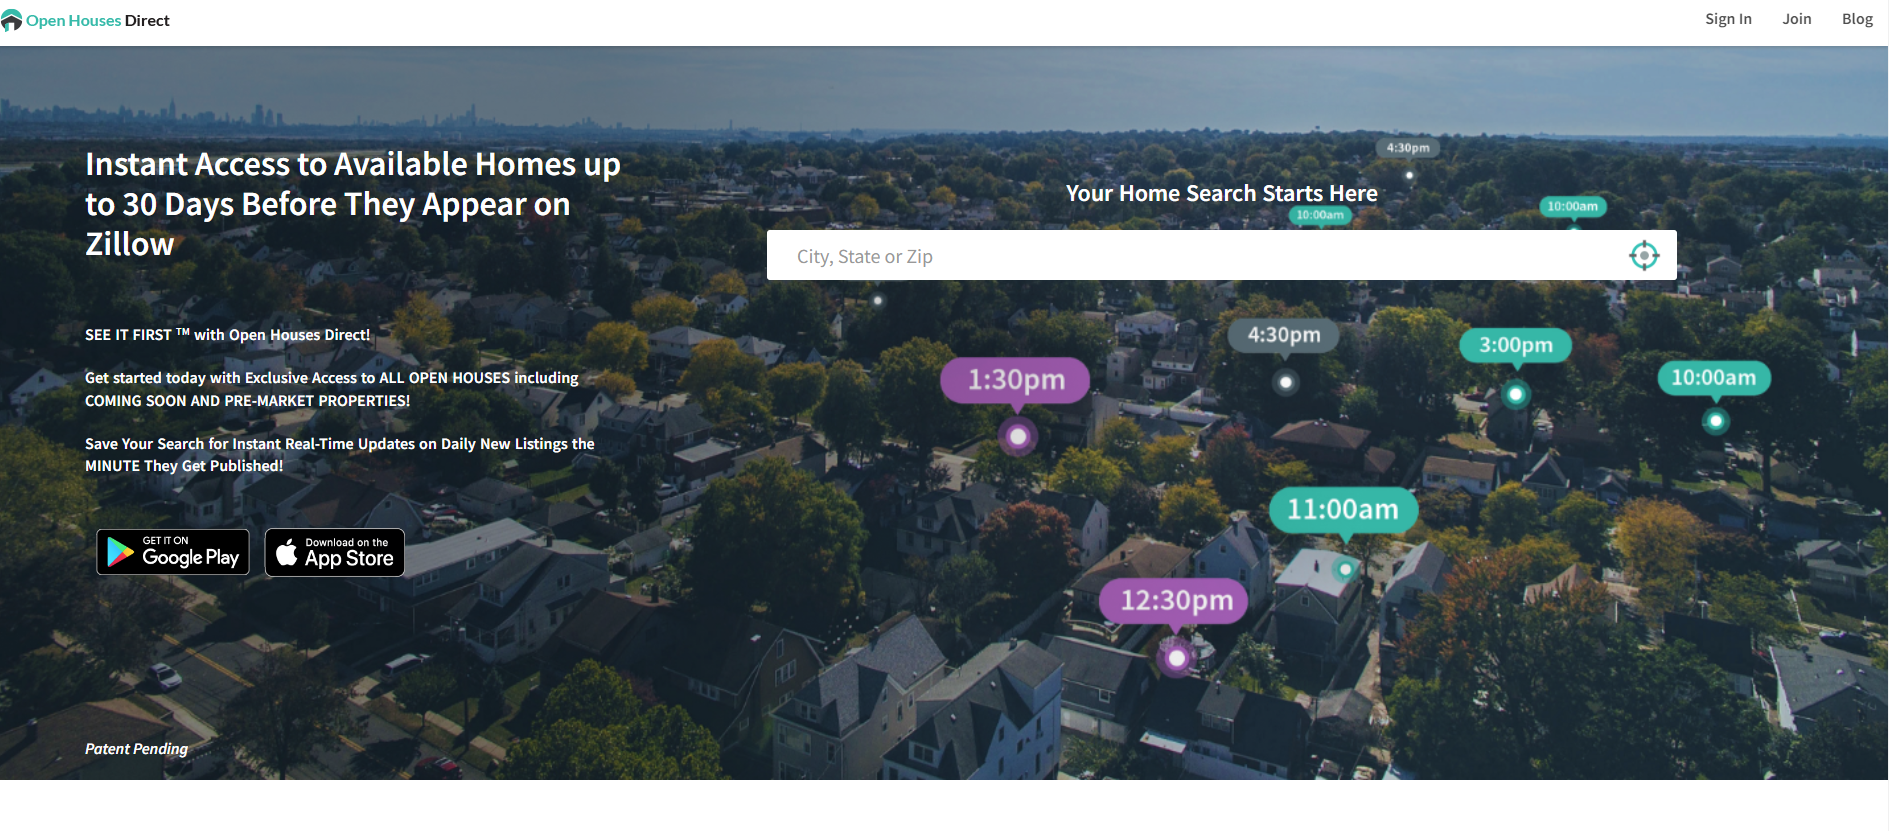 Open Houses Direct
Sign In
Join
Blog
Instant Access to Available Homes up
to 30 Days Before They Appear on
Zillow
SEE IT FIRST TM with Open Houses Direct!
Get started today with Exclusive Access to ALL OPEN HOUSES including
COMING SOON AND PRE-MARKET PROPERTIES!
Save Your Search for Instant Real-Time Updates on Daily New Listings the
MINUTE They Get Published!
GET IT ON
Google Play
Download on the
App Store
Patent Pending
4:30pm
Your Home Search Starts Here
10:00am
10:00am
City, State or Zip
4:30pm
3:00pm
1:30pm
10:00am
11:00am
12:30pm